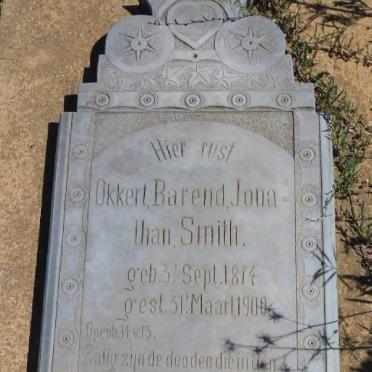 Hier rust
Okkert, Barend, Jona-
than, Smith.
geb. 3. Sept. 1874
gest. 31. Maart 1900
Openb. 14 v. 13.
Zalig zijn de dooden die in den